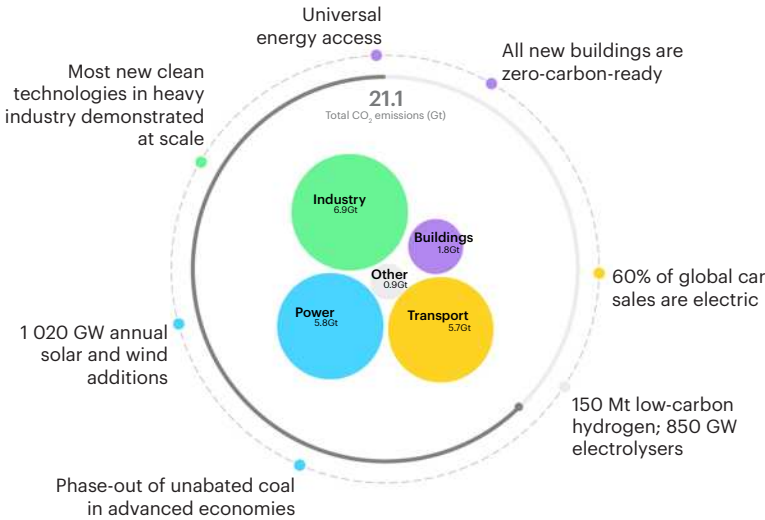 Universal
energy access
All new buildings are
zero-carbon-ready
Most new clean
technologies in heavy
industry demonstrated
at scale
21.1
Total CO₂ emissions (Gt)
Industry
6.9Gt
Buildings
1.8Gt
Other
0.9Gt
Power
5.8Gt
Transport
5.7Gt
60% of global car
sales are electric
1 020 GW annual
solar and wind
additions
150 Mt low-carbon
hydrogen; 850 GW
electrolysers
Phase-out of unabated coal
in advanced economies